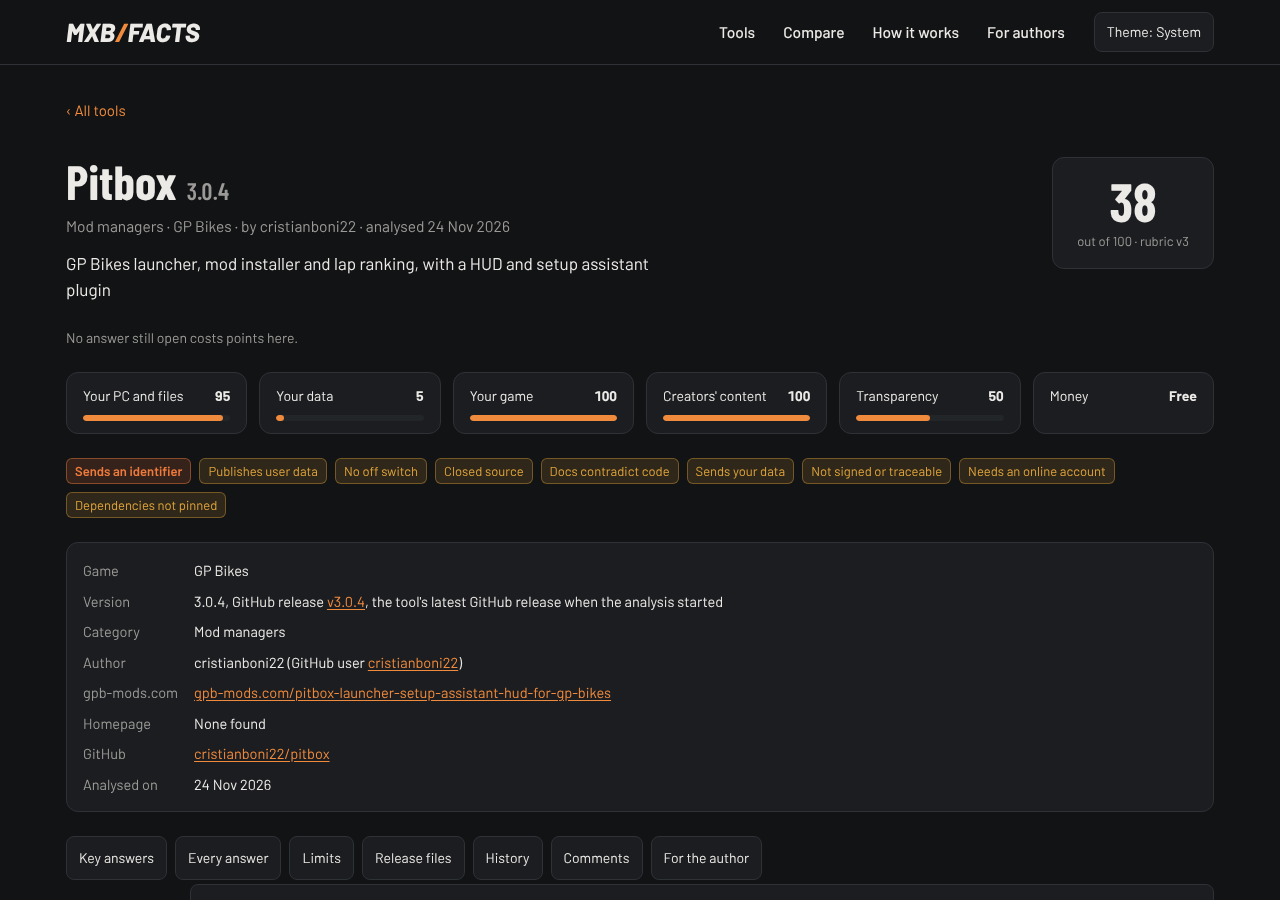 MXB/FACTS
Tools
Compare
How it works
For authors
Theme: System
‹ All tools
Pitbox 3.0.4
Mod managers · GP Bikes · by cristianboni22 · analysed 24 Nov 2026
GP Bikes launcher, mod installer and lap ranking, with a HUD and setup assistant
plugin
38
out of 100 · rubric v3
No answer still open costs points here.
Your PC and files 95
Your data 5
Your game 100
Creators' content 100
Transparency 50
Money Free
Sends an identifier
Publishes user data
No off switch
Closed source
Docs contradict code
Sends your data
Not signed or traceable
Needs an online account
Dependencies not pinned
Game GP Bikes
Version 3.0.4, GitHub release v3.0.4, the tool's latest GitHub release when the analysis started
Category Mod managers
Author cristianboni22 (GitHub user cristianboni22)
gpb-mods.com gpb-mods.com/pitbox-launcher-setup-assistant-hud-for-gp-bikes
Homepage None found
GitHub cristianboni22/pitbox
Analysed on 24 Nov 2026
Key answers
Every answer
Limits
Release files
History
Comments
For the author